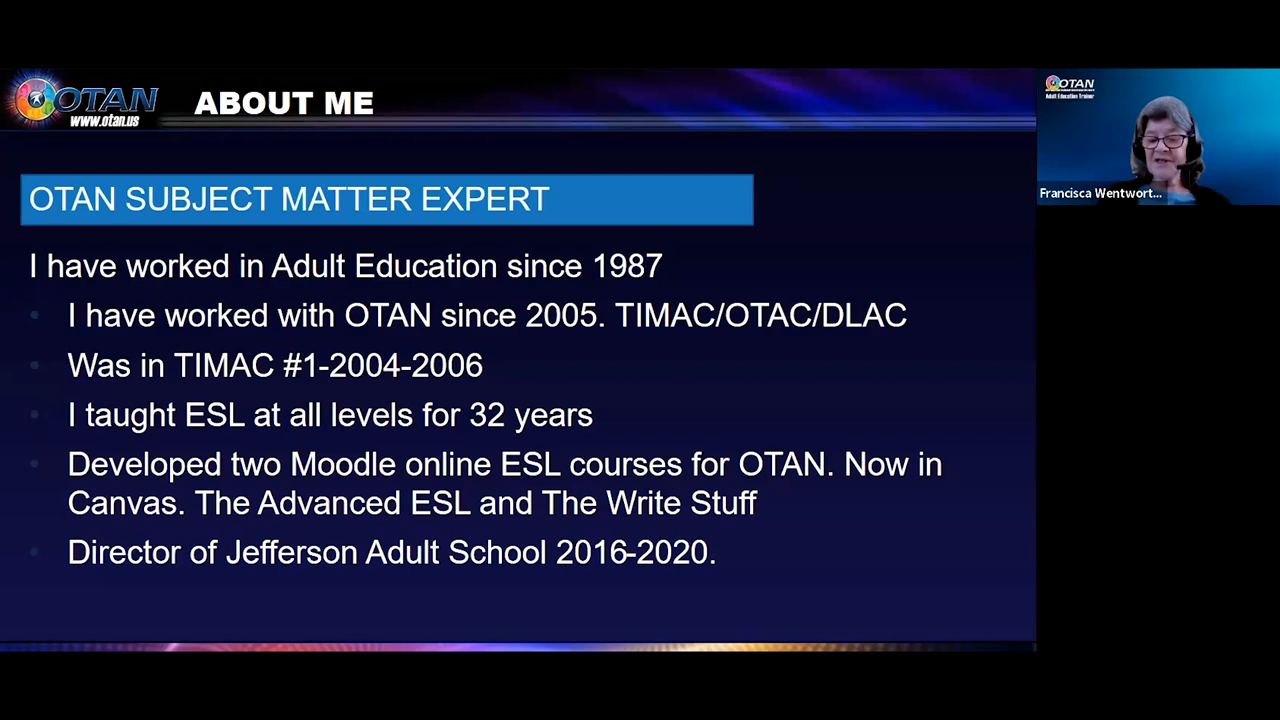 OTAN
www.otan.us
ABOUT ME
OTAN SUBJECT MATTER EXPERT
I have worked in Adult Education since 1987
I have worked with OTAN since 2005. TIMAC/OTAC/DLAC
Was in TIMAC #1-2004-2006
I taught ESL at all levels for 32 years
Developed two Moodle online ESL courses for OTAN. Now in
Canvas. The Advanced ESL and The Write Stuff
Director of Jefferson Adult School 2016-2020.
OTAN
Adult Education Trainer
Francisca Wentwort...